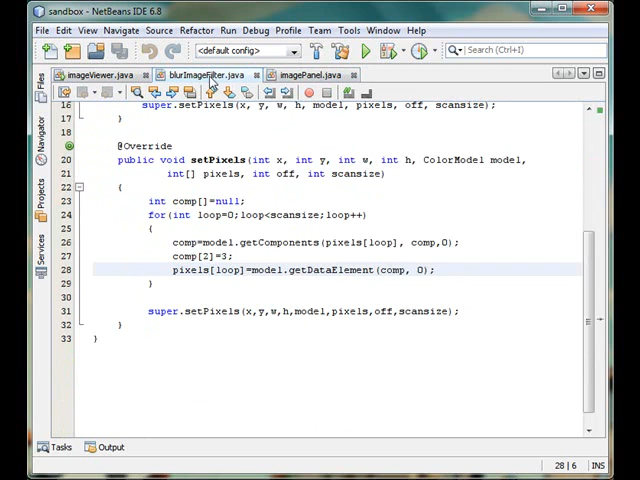 sandbox - NetBeans IDE 6.8
File Edit View Navigate Source Refactor Run Debug Profile Team Tools Window Help
<default config>
Search (Ctrl+I)
imageViewer.java blurImageFilter.java imagePanel.java
Files
Navigator
Projects
Services
16 super.setPixels(x, y, w, h, model, pixels, off, scansize);
17 }
18
19 @Override
20 public void setPixels(int x, int y, int w, int h, ColorModel model,
21 int[] pixels, int off, int scansize)
22 {
23 int comp[]=null;
24 for(int loop=0;loop<scansize;loop++)
25 {
26 comp=model.getComponents(pixels[loop], comp,0);
27 comp[2]=3;
28 pixels[loop]=model.getDataElement(comp, 0);
29 }
30
31 super.setPixels(x,y,w,h,model,pixels,off,scansize);
32 }
33 }
Tasks Output
28 | 6 INS